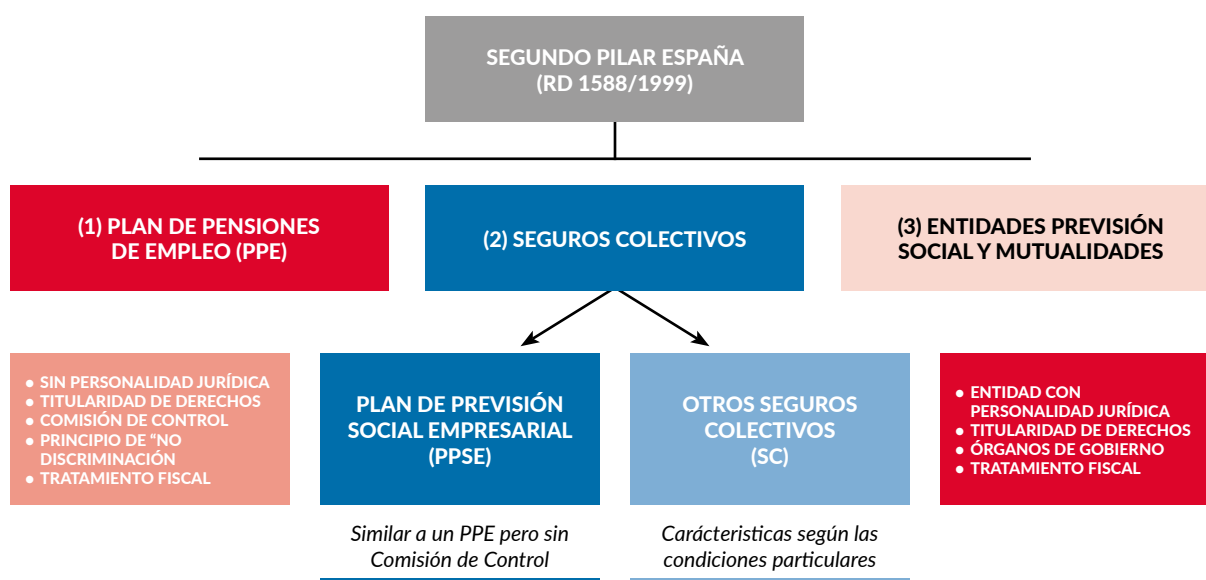 SEGUNDO PILAR ESPAÑA
(RD 1588/1999)
(1) PLAN DE PENSIONES
DE EMPLEO (PPE)
(2) SEGUROS COLECTIVOS
(3) ENTIDADES PREVISIÓN
SOCIAL Y MUTUALIDADES
● SIN PERSONALIDAD JURÍDICA
● TITULARIDAD DE DERECHOS
● COMISIÓN DE CONTROL
● PRINCIPIO DE “NO
DISCRIMINACIÓN
● TRATAMIENTO FISCAL
PLAN DE PREVISIÓN
SOCIAL EMPRESARIAL
(PPSE)
OTROS SEGUROS
COLECTIVOS
(SC)
● ENTIDAD CON
PERSONALIDAD JURÍDICA
● TITULARIDAD DE DERECHOS
● ÓRGANOS DE GOBIERNO
● TRATAMIENTO FISCAL
Similar a un PPE pero sin
Comisión de Control
Carácteristicas según las
condiciones particulares